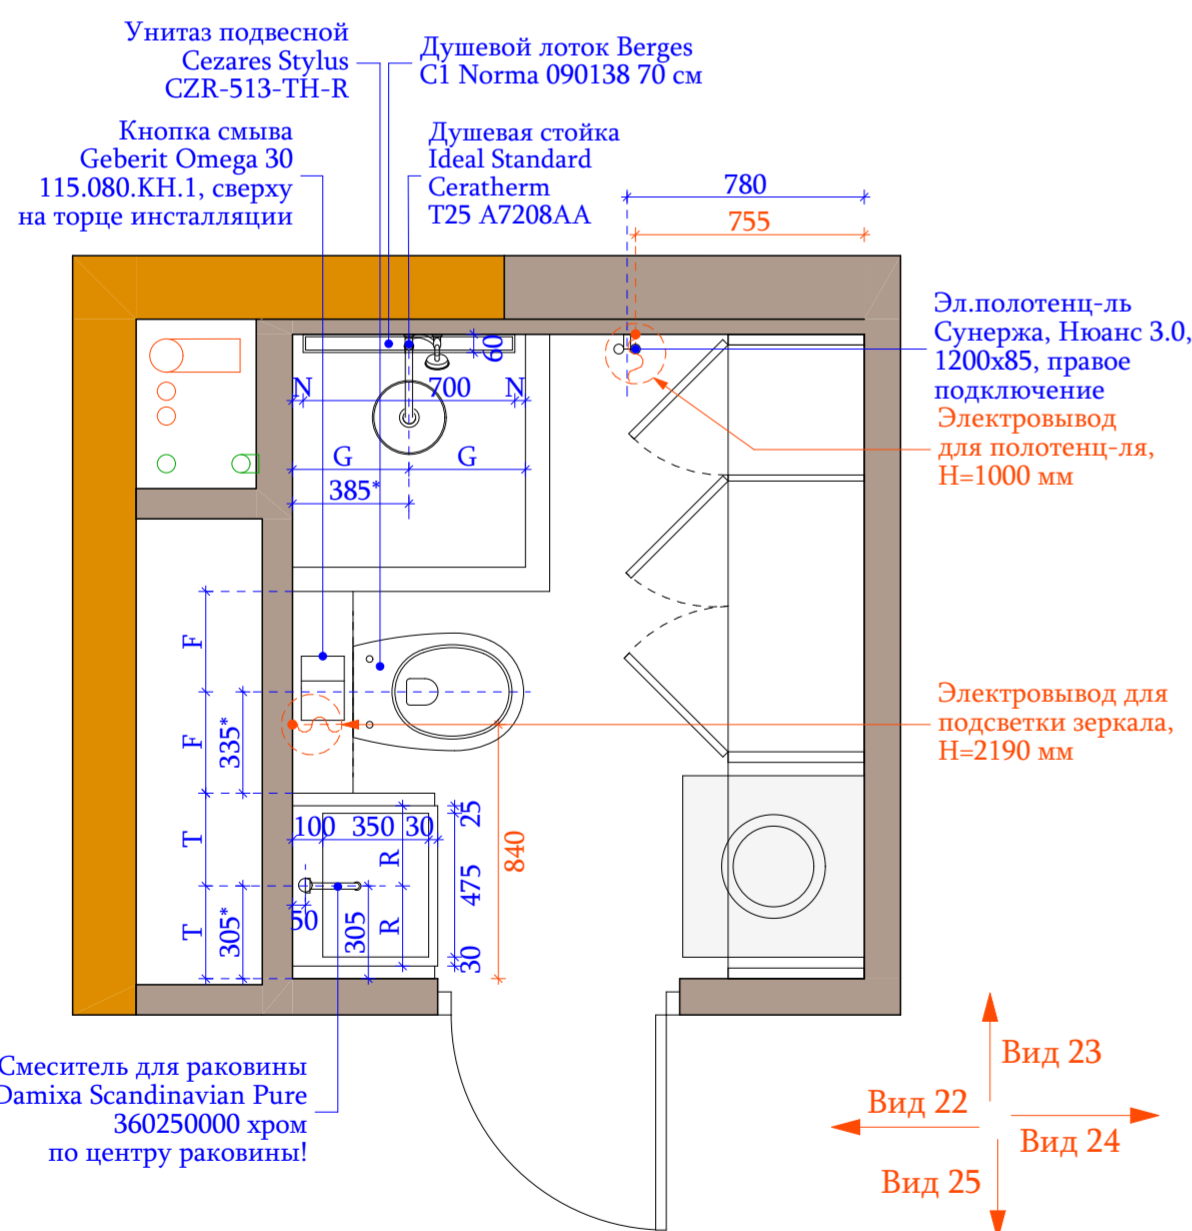 Унитаз подвесной
Cezares Stylus
CZR-513-TH-R
Душевой лоток Berges
C1 Norma 090138 70 см
Кнопка смыва
Geberit Omega 30
115.080.KH.1, сверху
на торце инсталляции
Душевая стойка
Ideal Standard
Ceratherm
T25 A7208AA
780
755
Эл.полотенц-ль
Сунержа, Нюанс 3.0,
1200x85, правое
подключение
Электровывод
для полотенц-ля,
H=1000 мм
60
N
700
N
G
G
385*
F
F
335*
T
T
305*
Электровывод для
подсветки зеркала,
H=2190 мм
100
350
30
25
R
R
475
840
50
305
30
Смеситель для раковины
Damixa Scandinavian Pure
360250000 хром
по центру раковины!
Вид 23
Вид 22
Вид 24
Вид 25